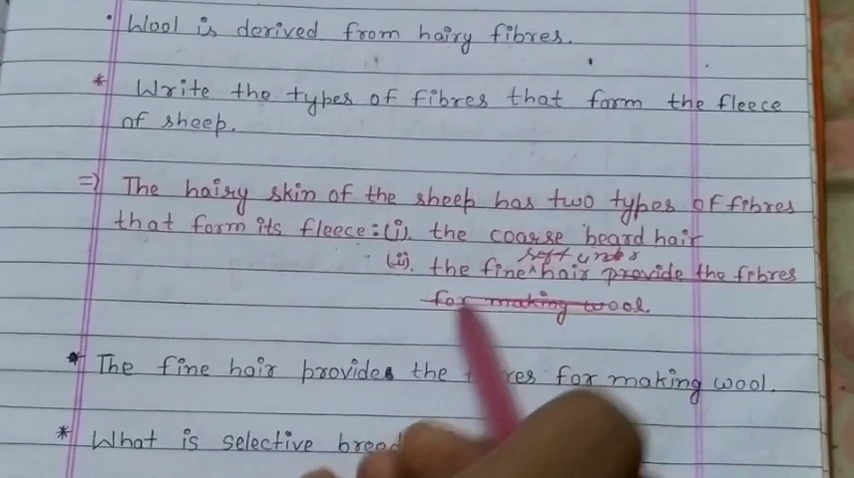 • Wool is derived from hairy fibres.
* Write the types of fibres that form the fleece
of sheep.
=) The hairy skin of the sheep has two types of fibres
that form its fleece: (i). the coarse beard hair
soft under
(ii). the fine ^ hair provide the fibres
for making wool.
* The fine hair provides the for making wool.
* What is selective